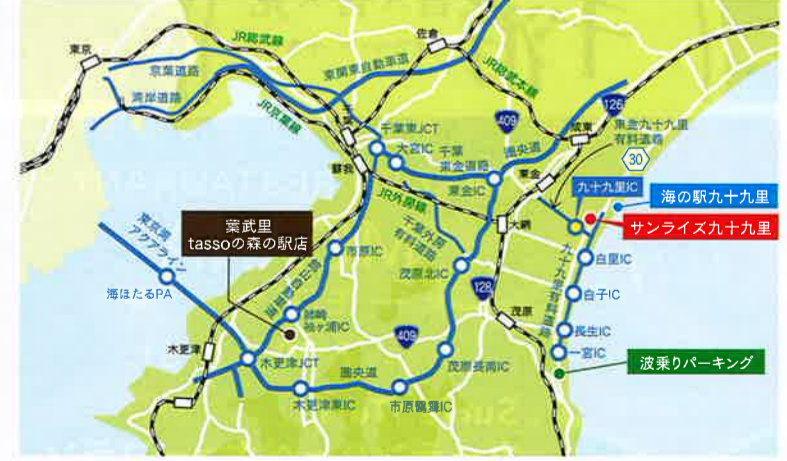 東京
JR総武線
佐倉
京葉道路
東関東自動車道
JR総武本線
湾岸道路
JR京葉線
千葉
126
409
成東
東金九十九里
有料道路
30
千葉東JCT
大宮IC
千葉
東金道路
圏央道
蘇我
東金
東金IC
九十九里IC
海の駅九十九里
サンライズ九十九里
JR外房線
大網
千葉外房
有料道路
東京湾
アクアライン
薬武里
tassoの森の駅店
市原IC
館山自動車道
茂原北IC
白里IC
九十九里有料道路
海ほたるPA
128
白子IC
姉崎
袖ケ浦IC
茂原
409
長生IC
木更津
一宮IC
木更津JCT
茂原長南IC
波乗りパーキング
圏央道
木更津東IC
市原鶴舞IC